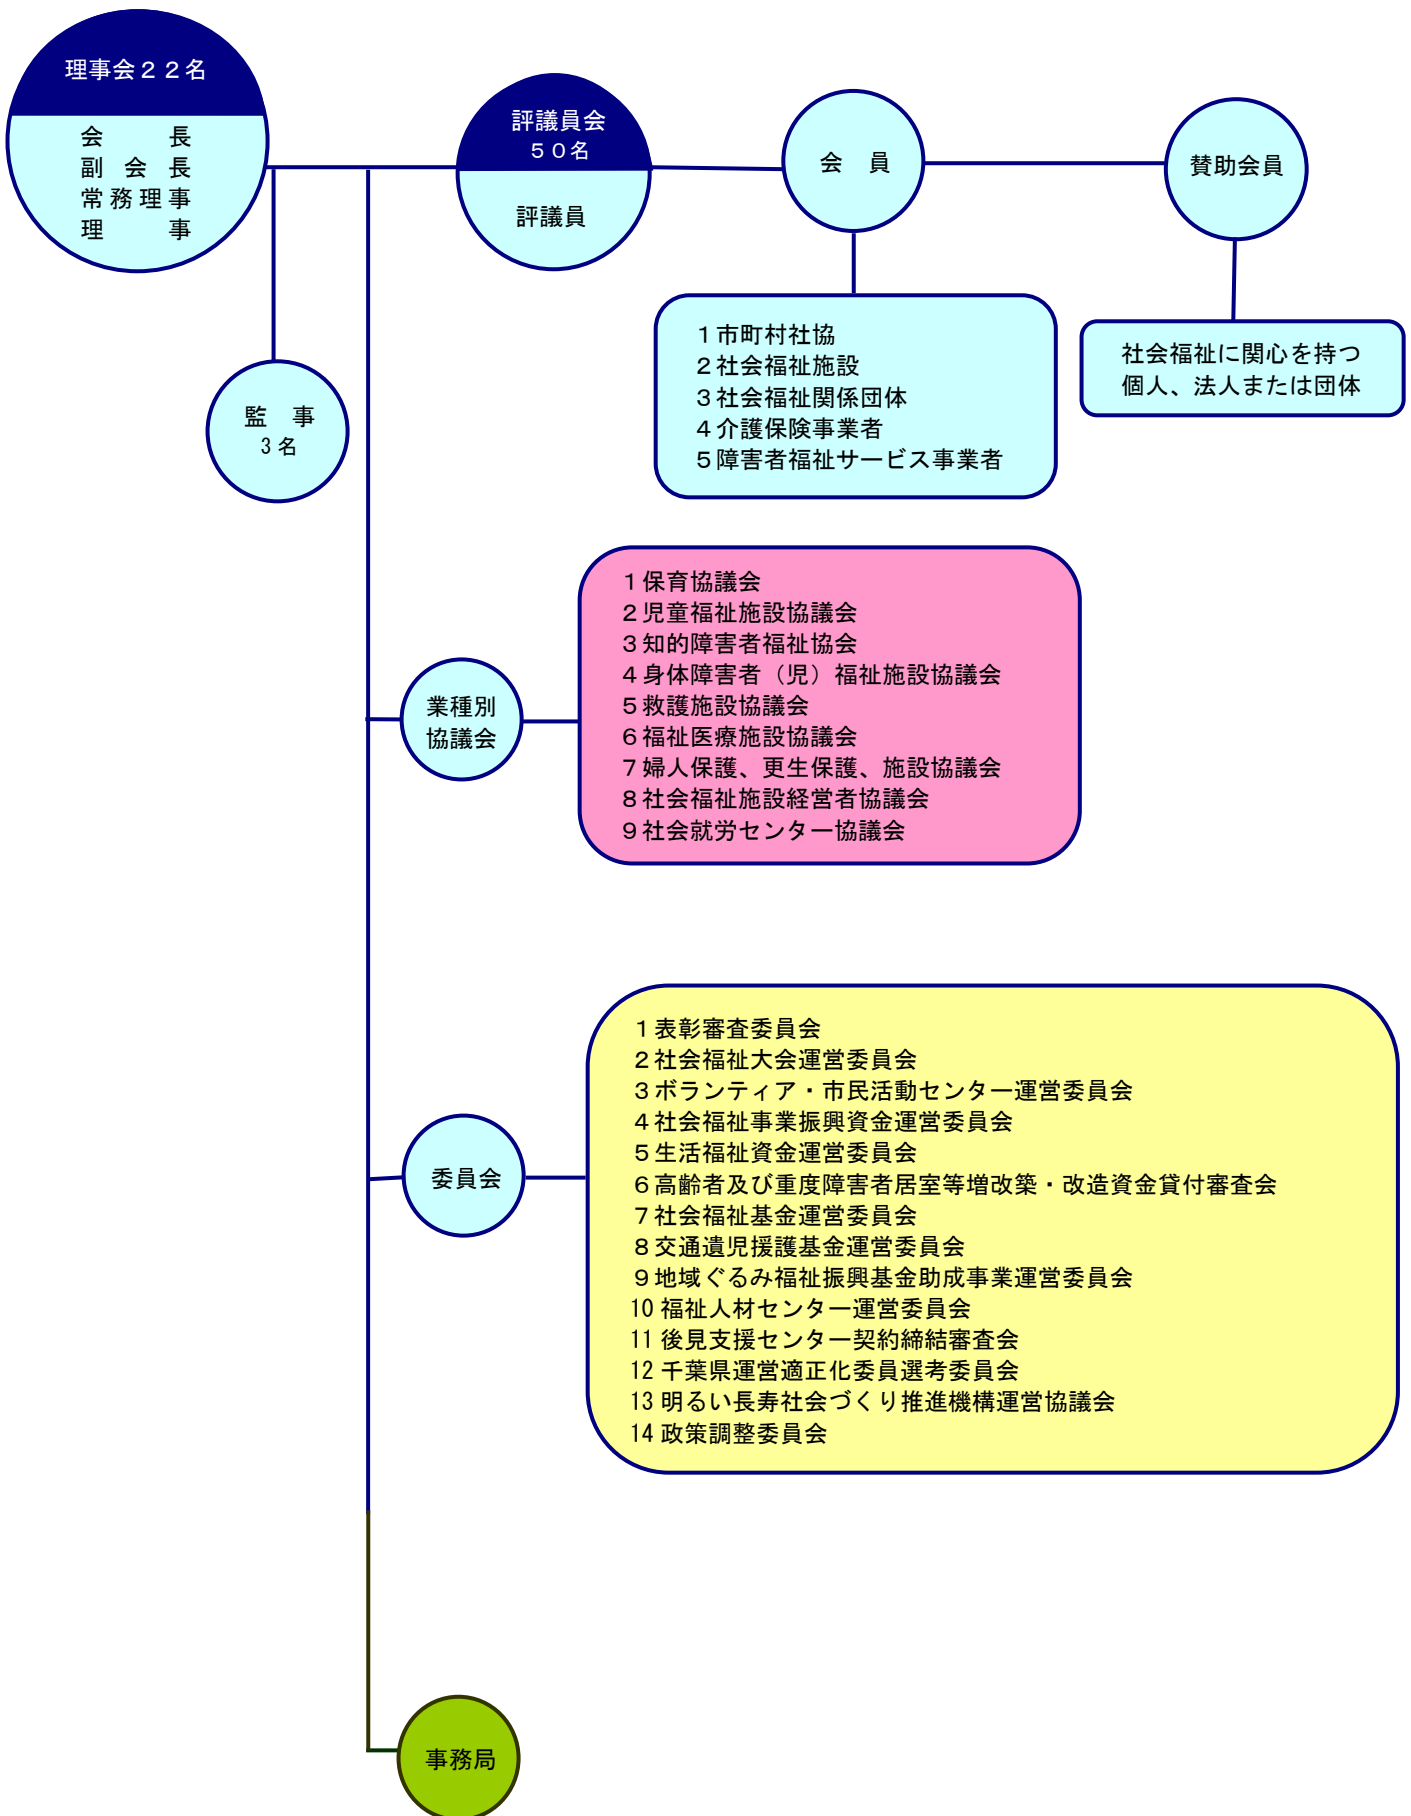 理事会２２名
会　　長
副 会 長
常務理事
理　　事
評議員会
５０名
評議員
会　員
賛助会員
監　事
3名
１市町村社協
２社会福祉施設
３社会福祉関係団体
４介護保険事業者
５障害者福祉サービス事業者
社会福祉に関心を持つ
個人、法人または団体
業種別
協議会
１保育協議会
２児童福祉施設協議会
３知的障害者福祉協会
４身体障害者（児）福祉施設協議会
５救護施設協議会
６福祉医療施設協議会
７婦人保護、更生保護、施設協議会
８社会福祉施設経営者協議会
９社会就労センター協議会
委員会
１表彰審査委員会
２社会福祉大会運営委員会
３ボランティア・市民活動センター運営委員会
４社会福祉事業振興資金運営委員会
５生活福祉資金運営委員会
６高齢者及び重度障害者居室等増改築・改造資金貸付審査会
７社会福祉基金運営委員会
８交通遺児援護基金運営委員会
９地域ぐるみ福祉振興基金助成事業運営委員会
10 福祉人材センター運営委員会
11 後見支援センター契約締結審査会
12 千葉県運営適正化委員選考委員会
13 明るい長寿社会づくり推進機構運営協議会
14 政策調整委員会
事務局